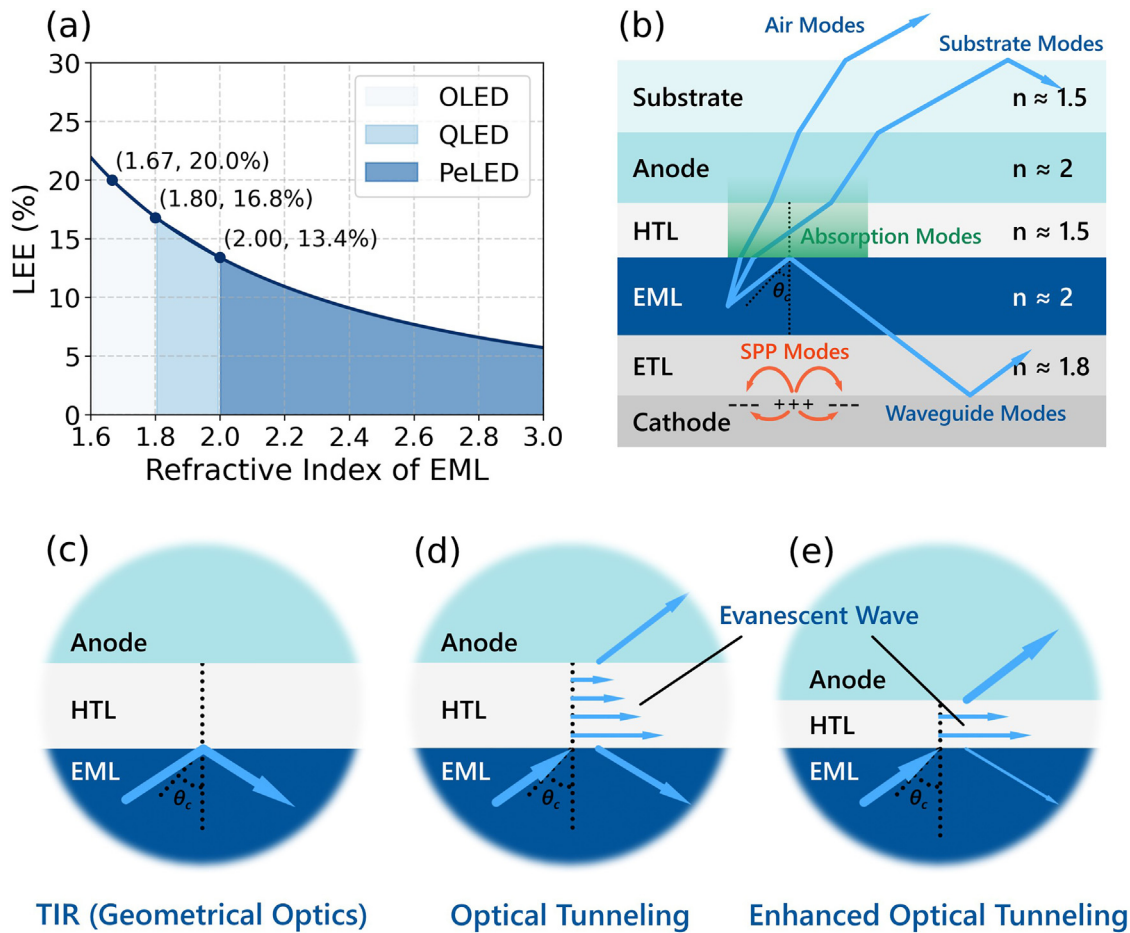 (a)
30
25
20
15
10
5
0
LEE (%)
OLED
QLED
PeLED
(1.67, 20.0%)
(1.80, 16.8%)
(2.00, 13.4%)
1.6 1.8 2.0 2.2 2.4 2.6 2.8 3.0
Refractive Index of EML
(b)
Air Modes
Substrate Modes
Substrate n ≈ 1.5
Anode n ≈ 2
HTL Absorption Modes n ≈ 1.5
EML θc n ≈ 2
SPP Modes
ETL n ≈ 1.8
--- +++ ---
Waveguide Modes
Cathode
(c)
Anode
HTL
EML
θc
TIR (Geometrical Optics)
(d)
Anode
HTL
EML
θc
Optical Tunneling
Evanescent Wave
(e)
Anode
HTL
EML
θc
Enhanced Optical Tunneling